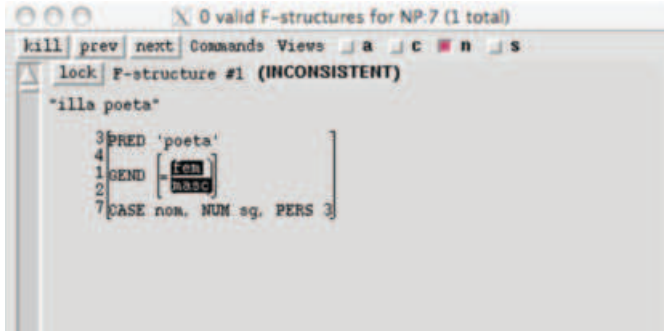 X 0 valid F-structures for NP:7 (1 total)
kill prev next Commands Views a c n s
lock F-structure #1 (INCONSISTENT)
"illa poeta"
3 PRED 'poeta'
4
1 GEND = fem
2 masc
7 CASE nom, NUM sg, PERS 3